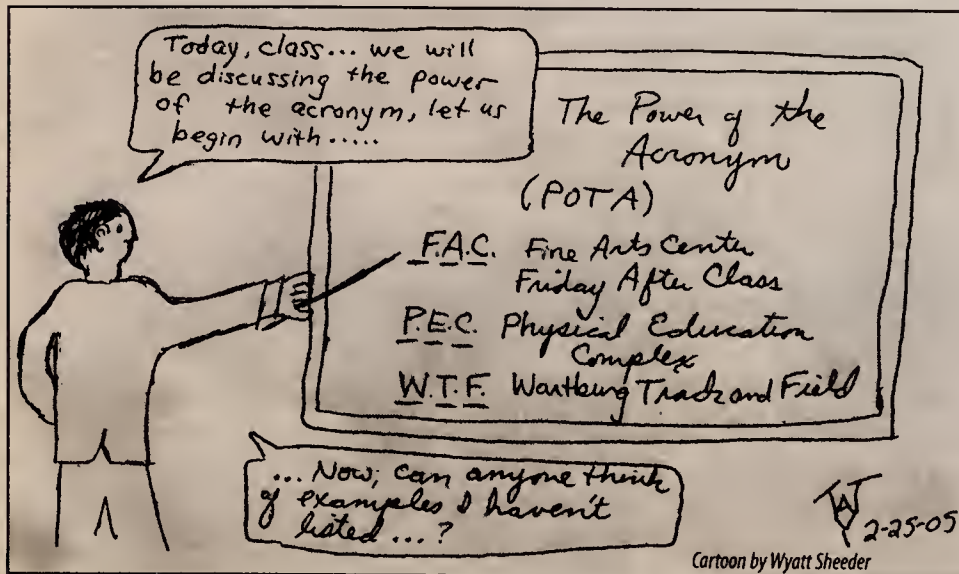 Today, class... we will
be discussing the power
of the acronym, let us
begin with.....
The Power of the
Acronym
(POTA)
F.A.C. Fine Arts Center
Friday After Class
P.E.C. Physical Education
Complex
W.T.F. Wartburg Track and Field
... Now, can anyone think
of examples I haven't
listed...?
2-25-05
Cartoon by Wyatt Sheeder